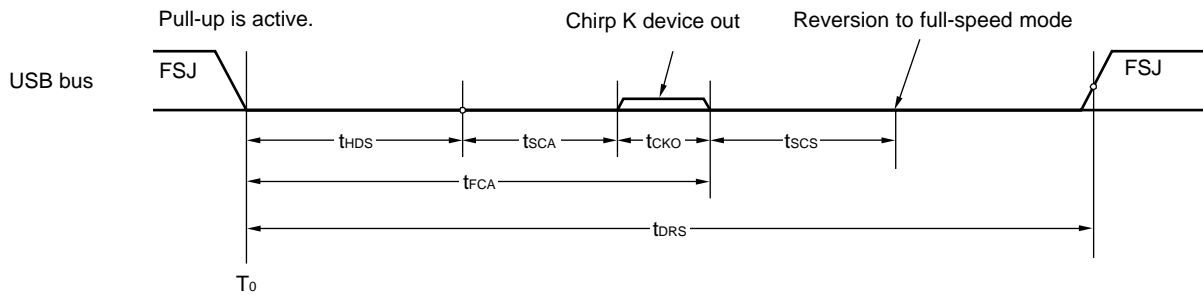 Pull-up is active.
Chirp K device out
Reversion to full-speed mode
USB bus
FSJ
FSJ
tHDS
tSCA
tCKO
tSCS
tFCA
tDRS
T0